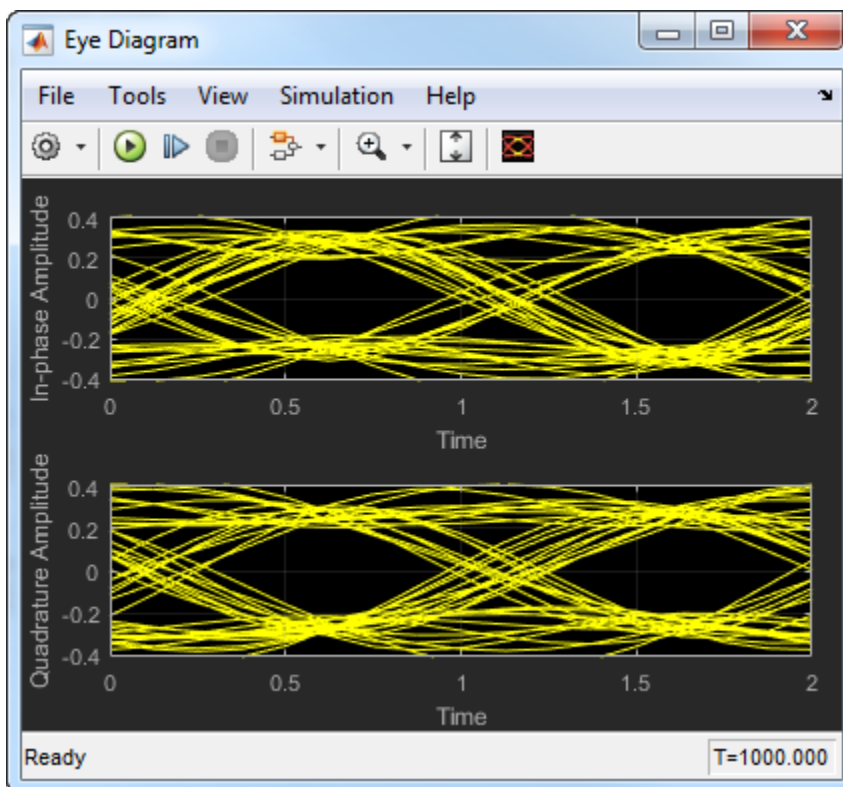 Eye Diagram
File Tools View Simulation Help
In-phase Amplitude
0.4
0.2
0
-0.2
-0.4
0 0.5 1 1.5 2
Time
Quadrature Amplitude
0.4
0.2
0
-0.2
-0.4
0 0.5 1 1.5 2
Time
Ready T=1000.000